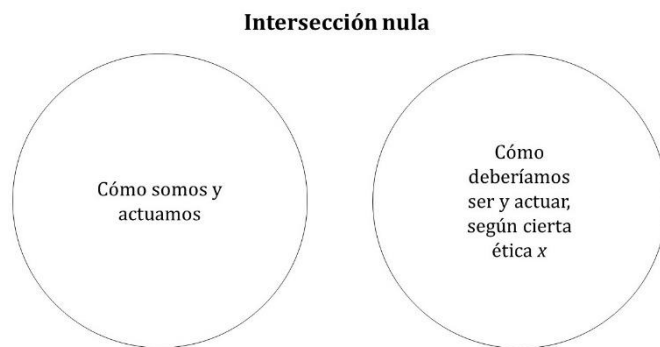 Intersección nula
Cómo somos y
actuamos
Cómo
deberíamos
ser y actuar,
según cierta
ética x